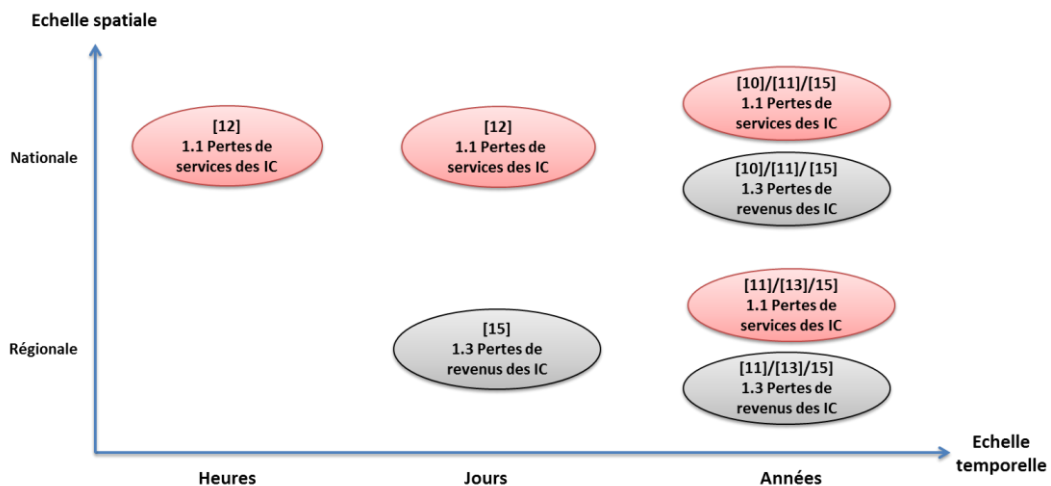 Echelle spatiale
[10]/[11]/[15]
1.1 Pertes de
services des IC
[12]
1.1 Pertes de
services des IC
[12]
1.1 Pertes de
services des IC
Nationale
[10]/[11]/ [15]
1.3 Pertes de
revenus des IC
[11]/[13]/15]
1.1 Pertes de
services des IC
Régionale
[15]
1.3 Pertes de
revenus des IC
[11]/[13]/15]
1.3 Pertes de
revenus des IC
Echelle
temporelle
Heures
Jours
Années